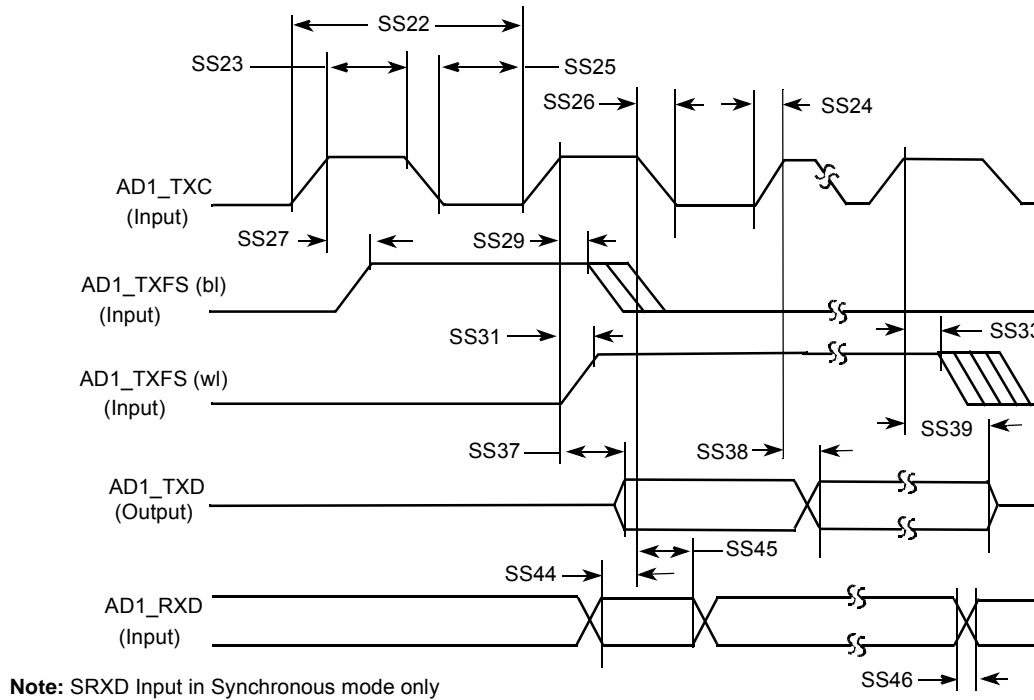 SS22
SS23
SS25
SS26
SS24
AD1_TXC
(Input)
SS27
SS29
AD1_TXFS (bl)
(Input)
SS31
SS33
AD1_TXFS (wl)
(Input)
SS37
SS38
SS39
AD1_TXD
(Output)
SS45
SS44
AD1_RXD
(Input)
SS46
Note: SRXD Input in Synchronous mode only